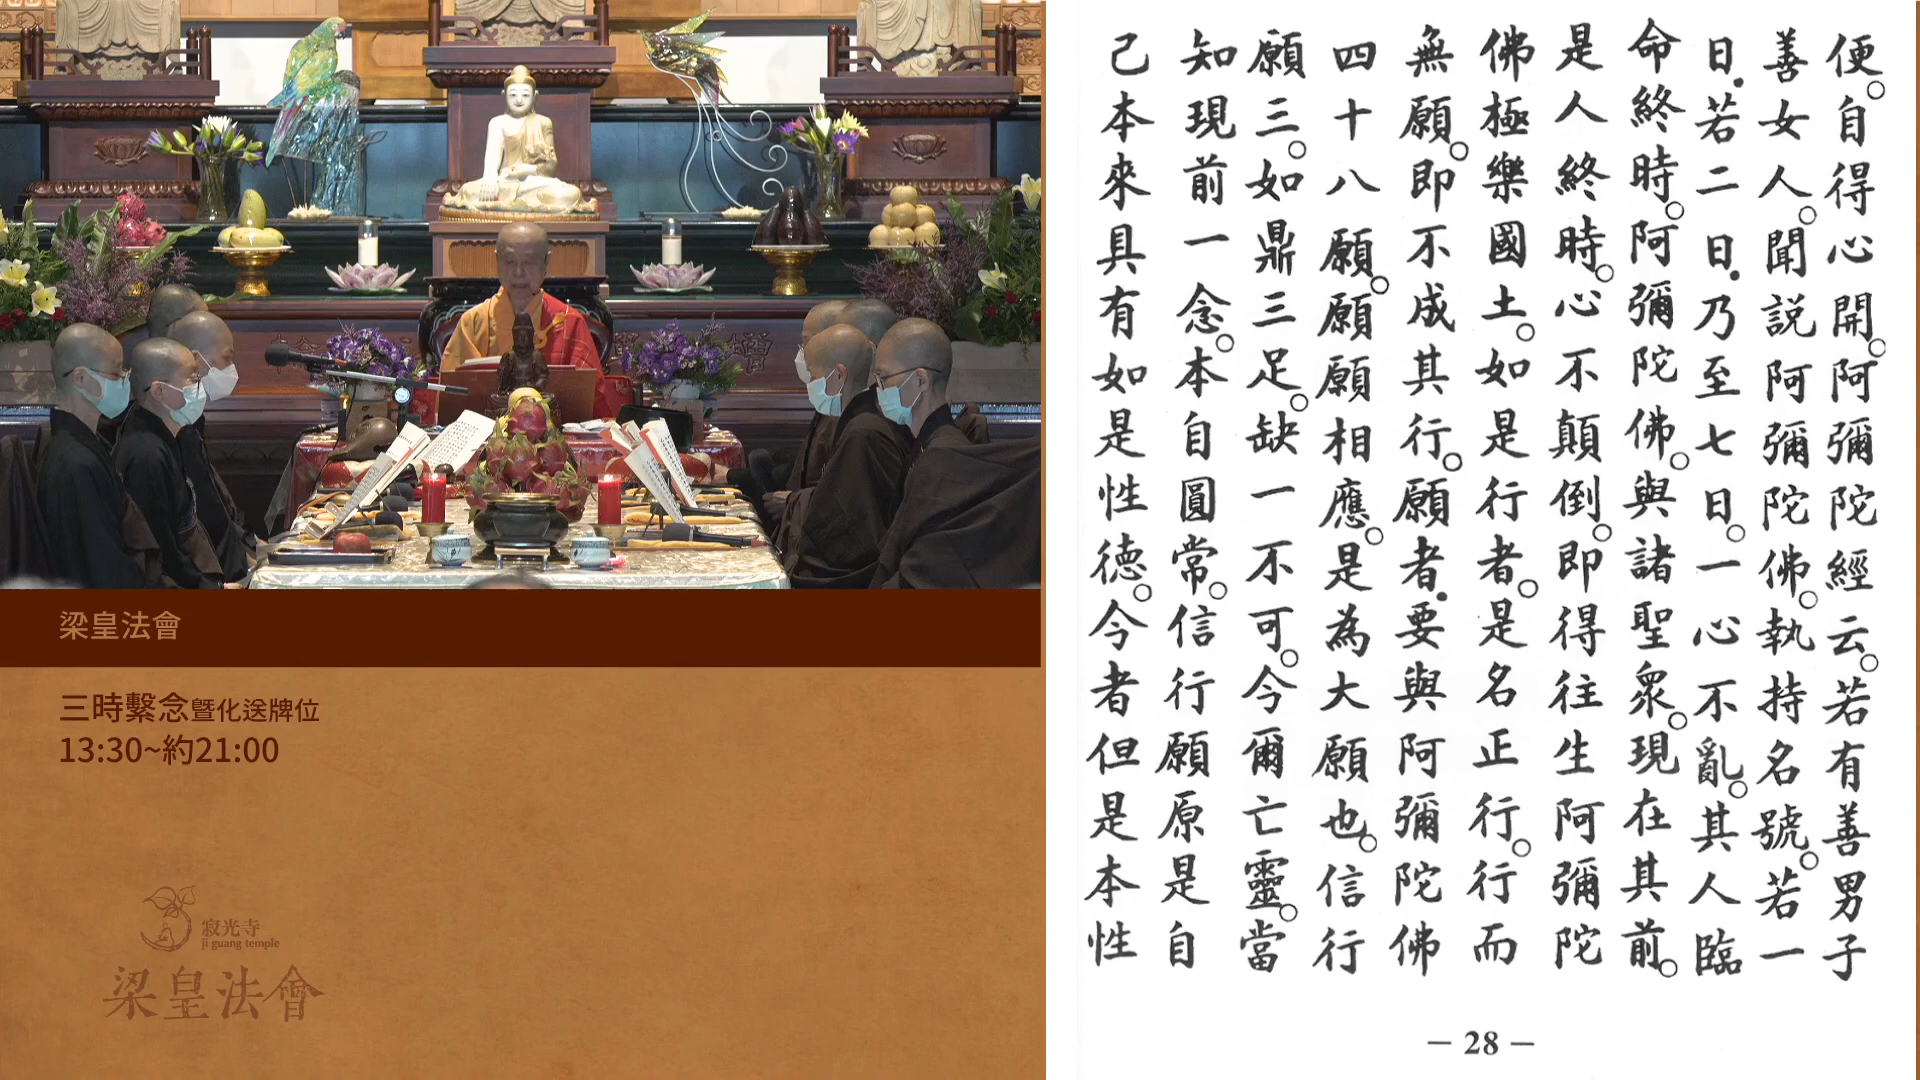 梁皇法會
三時繫念暨化送牌位
13:30~約21:00
寂光寺
ji guang temple
梁皇法會
便。自得心開。阿彌陀經云。若有善男子
善女人。聞説阿彌陀佛。執持名號。若一
日．若二日．乃至七日。一心不亂。其人臨
命終時。阿彌陀佛。與諸聖衆。現在其前。
是人終時。心不顛倒。即得往生阿彌陀
佛極樂國土。如是行者。是名正行。行而
無願。即不成其行。願者．要與阿彌陀佛
四十八願。願願相應。是為大願也。信行
願三。如鼎三足。缺一不可。今爾亡靈。當
知現前一念。本自圓常。信行願原是自
己本來具有如是性德。今者但是本性
— 28 —